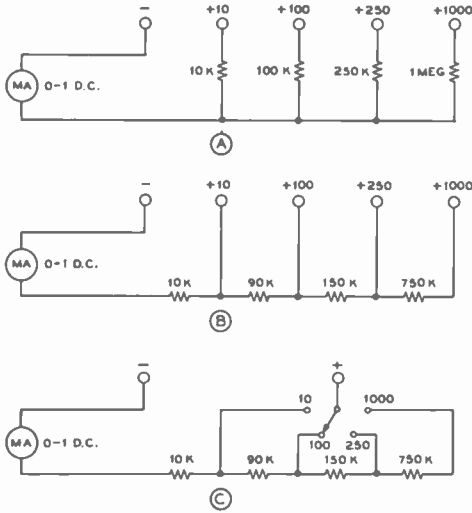 − +10 +100 +250 +1000
10 K 100 K 250 K 1 MEG
MA 0-1 D.C.
A
− +10 +100 +250 +1000
MA 0-1 D.C.
10 K 90 K 150 K 750 K
B
− +
10 1000
100 250
MA 0-1 D.C.
10 K 90 K 150 K 750 K
C